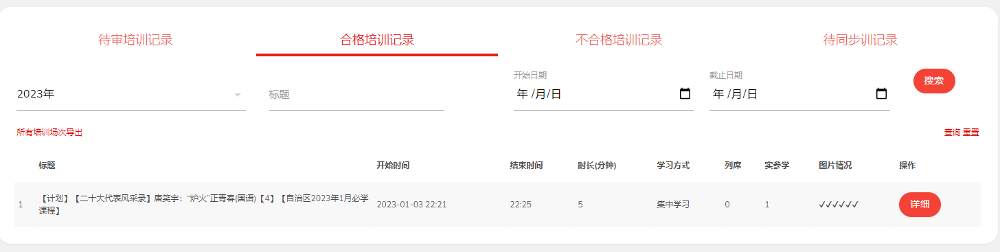 待审培训记录 合格培训记录 不合格培训记录 待同步训记录
开始日期 截止日期
2023年 标题 年 /月/日 年 /月/日 搜索
所有培训场次导出 查询 重置
标题 开始时间 结束时间 时长(分钟) 学习方式 列席 实参学 图片情况 操作
1 【计划】【二十大代表风采录】唐笑宇：“炉火”正青春(国语)【4】【自治区2023年1月必学课程】 2023-01-03 22:21 22:25 5 集中学习 0 1 ✓✓✓✓✓✓ 详细